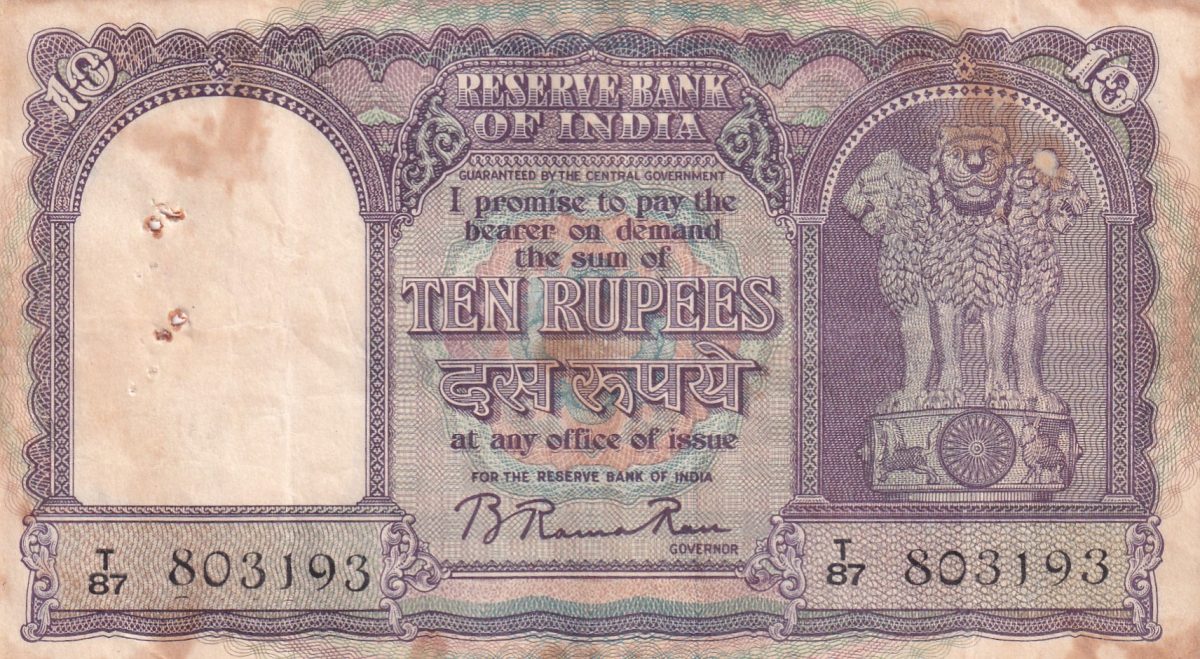 10
10
RESERVE BANK
OF INDIA
GUARANTEED BY THE CENTRAL GOVERNMENT
I promise to pay the
bearer on demand
the sum of
TEN RUPEES
दस रूपये
at any office of issue
FOR THE RESERVE BANK OF INDIA
B Rama Rau
GOVERNOR
T
87 803193
T
87 803193